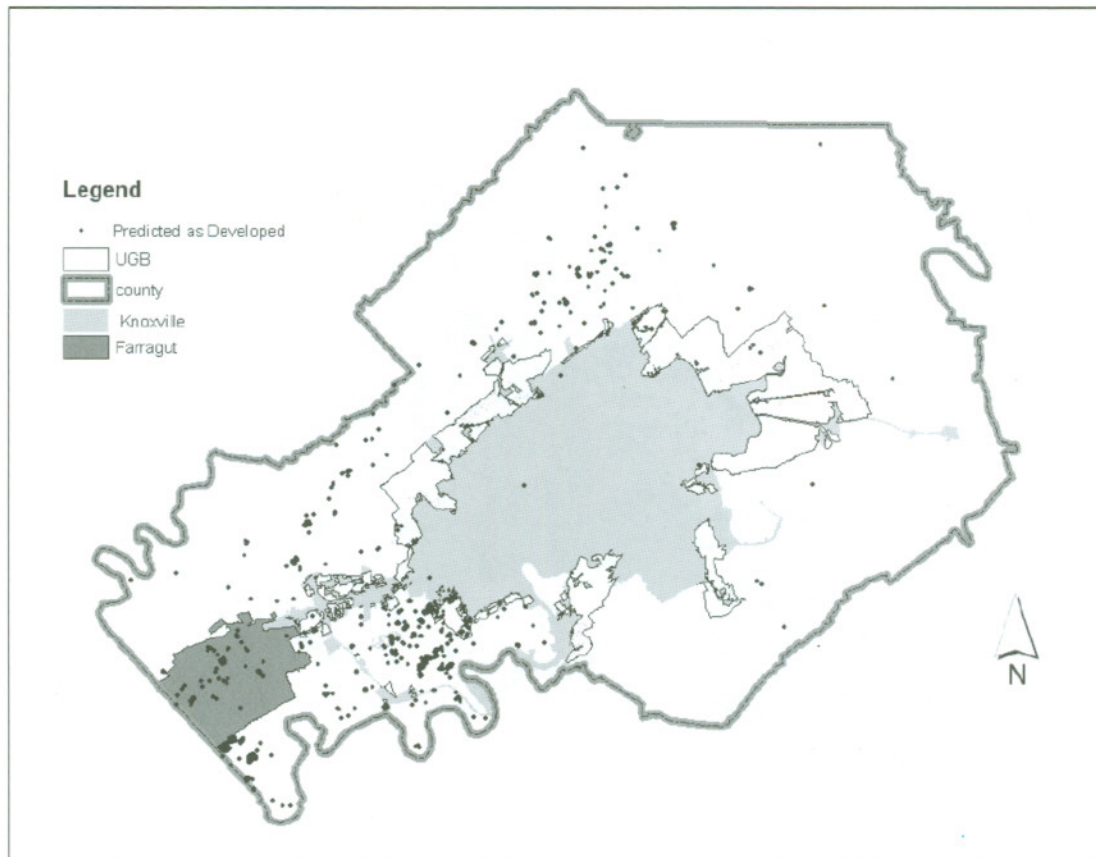 Legend
Predicted as Developed
UGB
county
Knoxville
Farragut
N